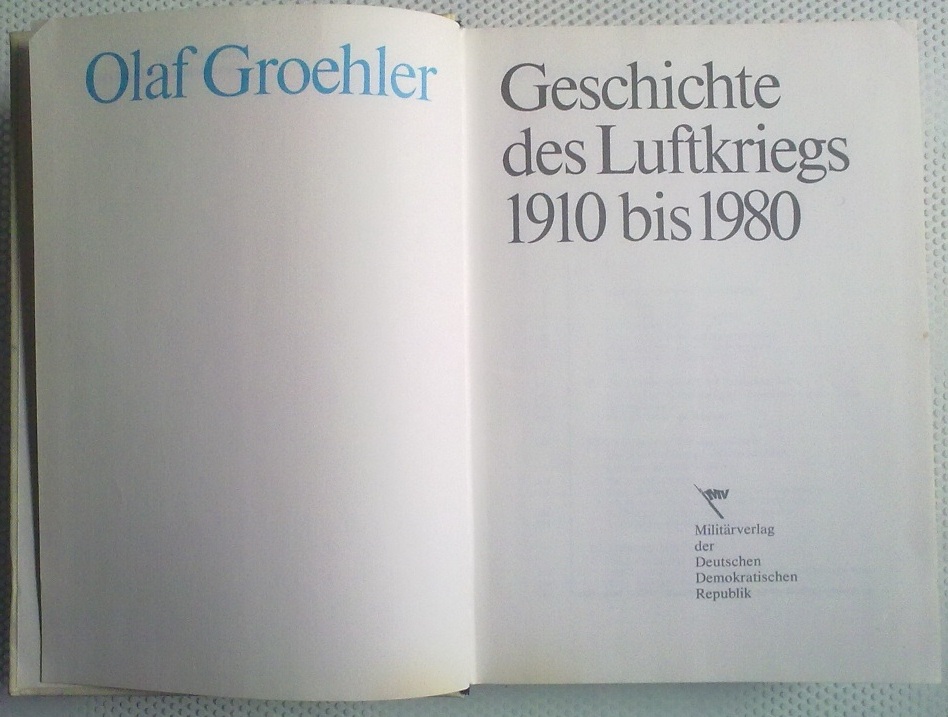 Olaf Groehler
Geschichte
des Luftkriegs
1910 bis 1980
MV
Militärverlag
der
Deutschen
Demokratischen
Republik